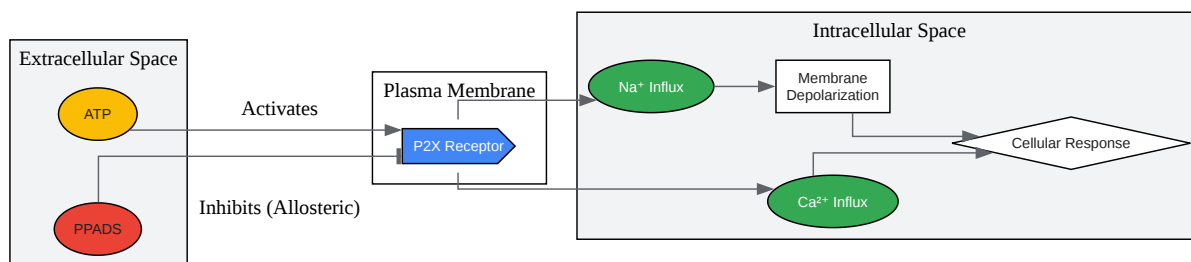 Extracellular Space
ATP
PPADS
Activates
Inhibits (Allosteric)
Plasma Membrane
P2X Receptor
Intracellular Space
Na⁺ Influx
Membrane
Depolarization
Ca²⁺ Influx
Cellular Response